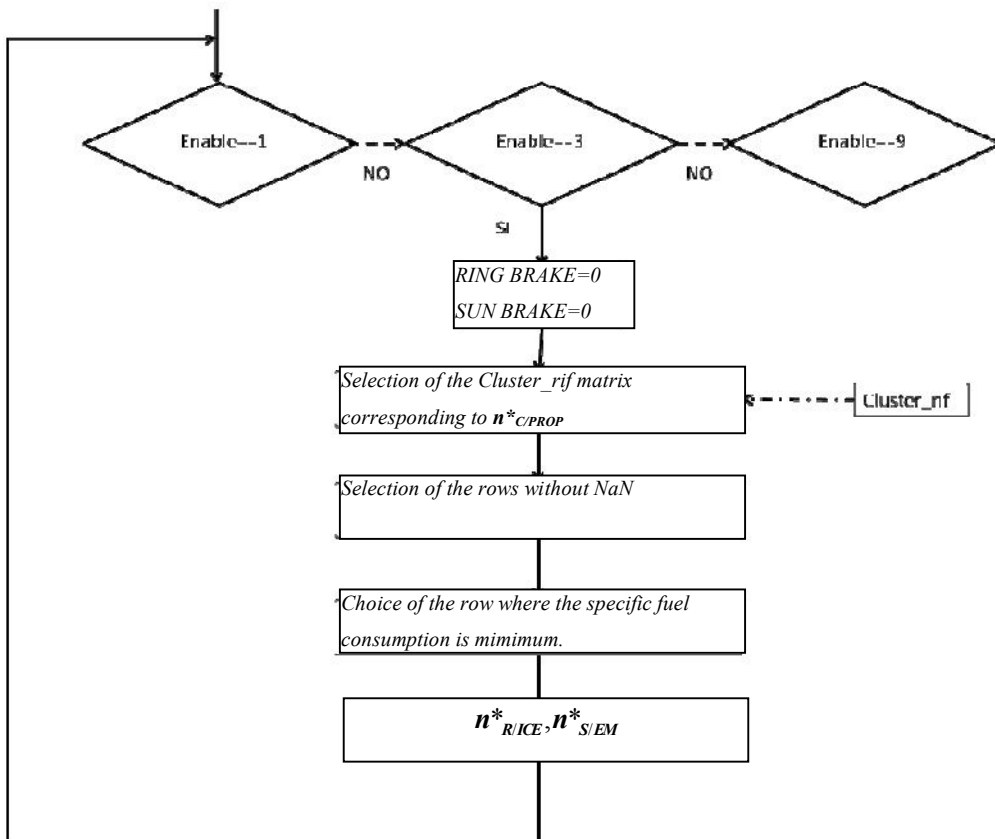 Enable--1
NO
Enable--3
NO
Enable--9
SI
RING BRAKE=0
SUN BRAKE=0
Selection of the Cluster_rif matrix
corresponding to n*C/PROP
Cluster_rif
Selection of the rows without NaN
Choice of the row where the specific fuel
consumption is mimimum.
n*R/ICE,n*S/EM